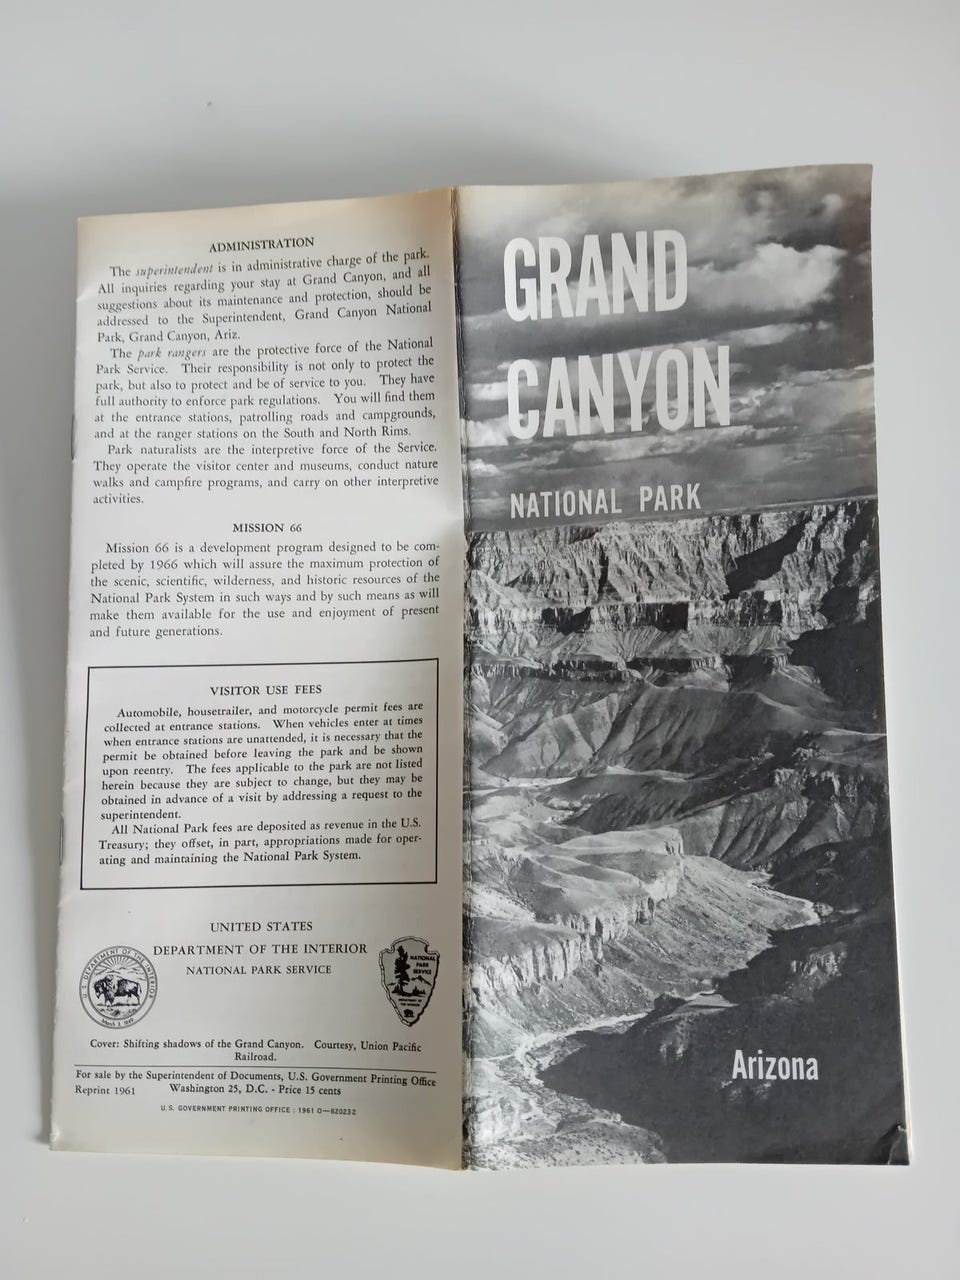 ADMINISTRATION
The superintendent is in administrative charge of the park.
All inquiries regarding your stay at Grand Canyon, and all
suggestions about its maintenance and protection, should be
addressed to the Superintendent, Grand Canyon National
Park, Grand Canyon, Ariz.
The park rangers are the protective force of the National
Park Service. Their responsibility is not only to protect the
park, but also to protect and be of service to you. They have
full authority to enforce park regulations. You will find them
at the entrance stations, patrolling roads and campgrounds,
and at the ranger stations on the South and North Rims.
Park naturalists are the interpretive force of the Service.
They operate the visitor center and museums, conduct nature
walks and campfire programs, and carry on other interpretive
activities.
MISSION 66
Mission 66 is a development program designed to be com-
pleted by 1966 which will assure the maximum protection of
the scenic, scientific, wilderness, and historic resources of the
National Park System in such ways and by such means as will
make them available for the use and enjoyment of present
and future generations.
VISITOR USE FEES
Automobile, housetrailer, and motorcycle permit fees are
collected at entrance stations. When vehicles enter at times
when entrance stations are unattended, it is necessary that the
permit be obtained before leaving the park and be shown
upon reentry. The fees applicable to the park are not listed
herein because they are subject to change, but they may be
obtained in advance of a visit by addressing a request to the
superintendent.
All National Park fees are deposited as revenue in the U.S.
Treasury; they offset, in part, appropriations made for oper-
ating and maintaining the National Park System.
UNITED STATES
DEPARTMENT OF THE INTERIOR
NATIONAL PARK SERVICE
U.S. DEPARTMENT OF THE INTERIOR
March 3, 1849
NATIONAL
PARK
SERVICE
DEPARTMENT OF
THE INTERIOR
Cover: Shifting shadows of the Grand Canyon. Courtesy, Union Pacific
Railroad.
For sale by the Superintendent of Documents, U.S. Government Printing Office
Reprint 1961 Washington 25, D.C. - Price 15 cents
U.S. GOVERNMENT PRINTING OFFICE : 1961 O—620232
GRAND
CANYON
NATIONAL PARK
Arizona